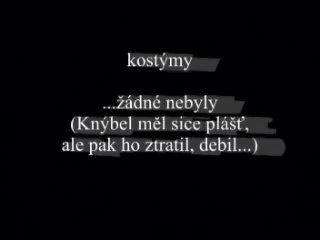 kostýmy
...žádné nebyly
(Knýbel měl sice plášť,
ale pak ho ztratil, debil...)